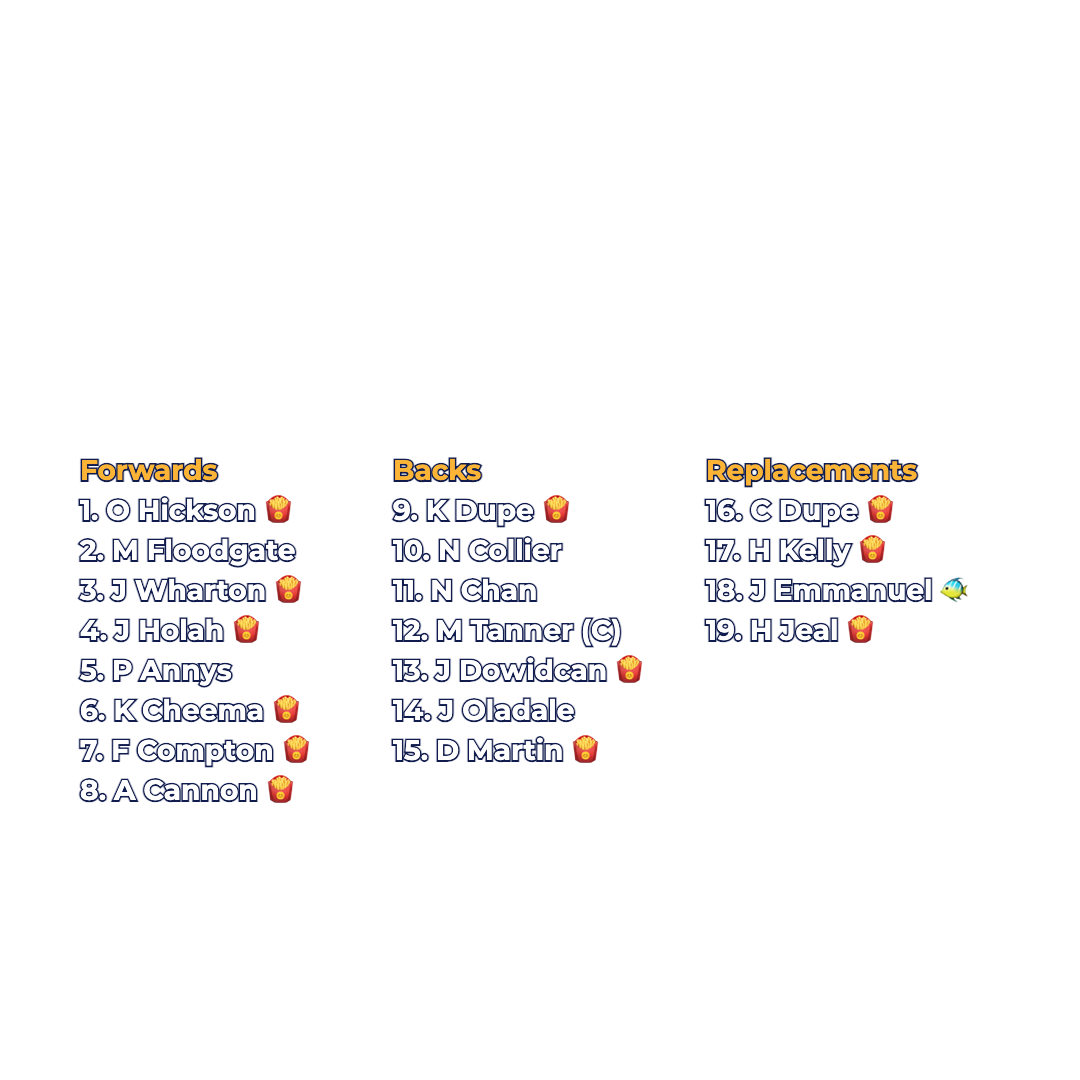 Forwards
1. O Hickson 🍟
2. M Floodgate
3. J Wharton 🍟
4. J Holah 🍟
5. P Annys
6. K Cheema 🍟
7. F Compton 🍟
8. A Cannon 🍟
Backs
9. K Dupe 🍟
10. N Collier
11. N Chan
12. M Tanner (C)
13. J Dowidcan 🍟
14. J Oladale
15. D Martin 🍟
Replacements
16. C Dupe 🍟
17. H Kelly 🍟
18. J Emmanuel 🐠
19. H Jeal 🍟